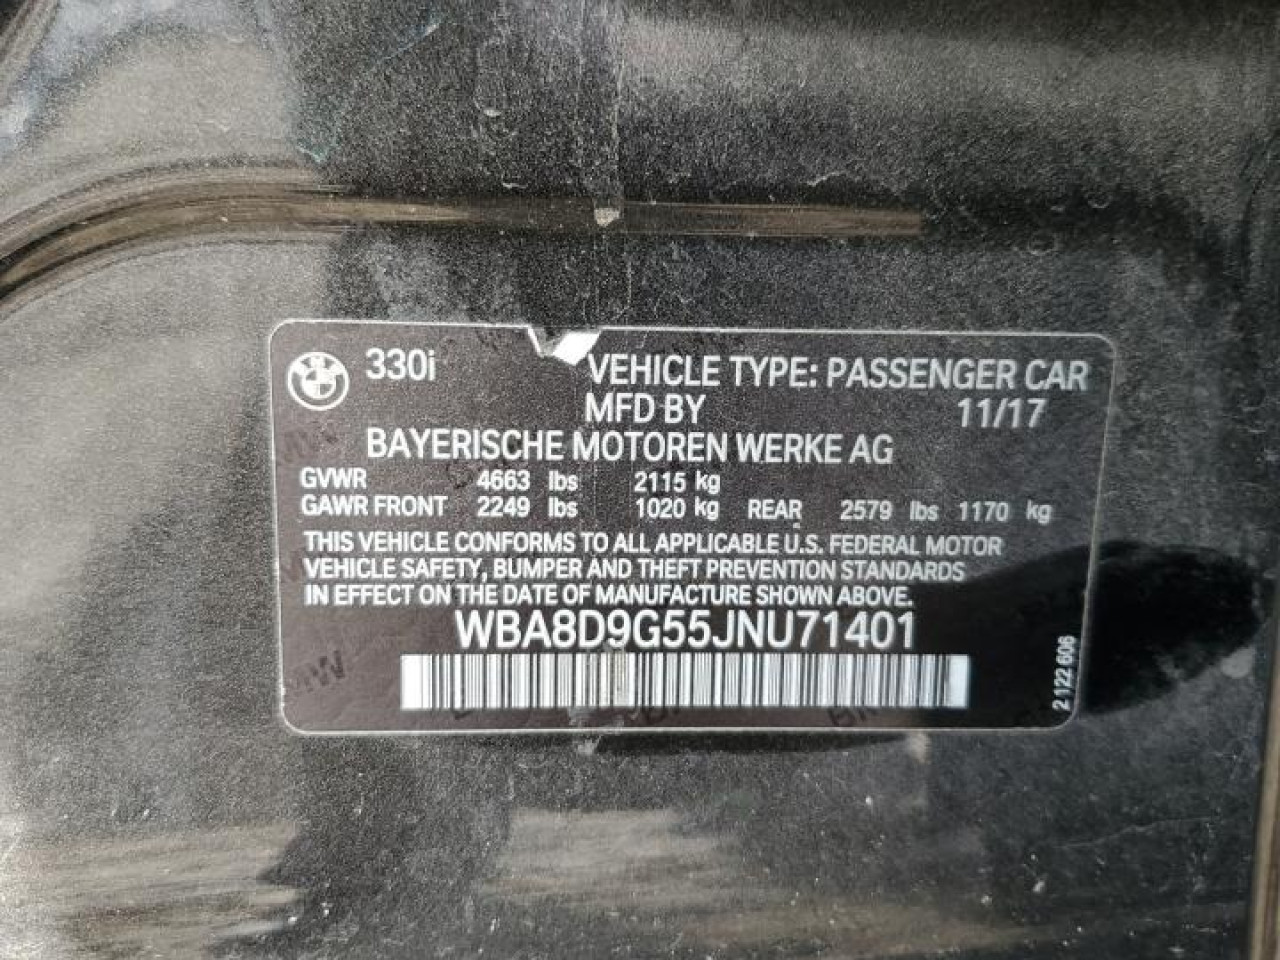 330i VEHICLE TYPE: PASSENGER CAR
MFD BY 11/17
BAYERISCHE MOTOREN WERKE AG
GVWR 4663 lbs 2115 kg
GAWR FRONT 2249 lbs 1020 kg REAR 2579 lbs 1170 kg
THIS VEHICLE CONFORMS TO ALL APPLICABLE U.S. FEDERAL MOTOR
VEHICLE SAFETY, BUMPER AND THEFT PREVENTION STANDARDS
IN EFFECT ON THE DATE OF MANUFACTURE SHOWN ABOVE.
WBA8D9G55JNU71401
2 122 606